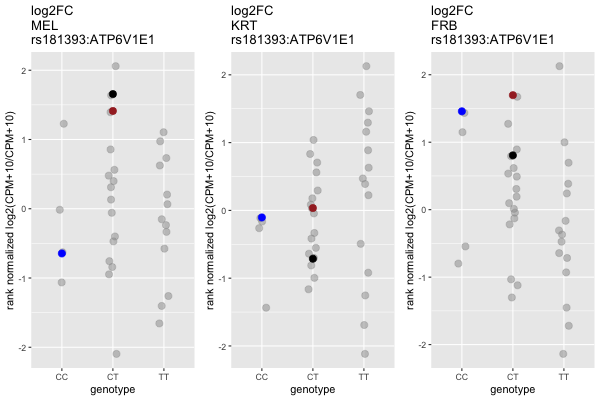 log2FC
MEL
rs181393:ATP6V1E1
rank normalized log2(CPM+10/CPM+10)
2
1
0
-1
-2
CC
CT
TT
genotype
log2FC
KRT
rs181393:ATP6V1E1
rank normalized log2(CPM+10/CPM+10)
2
1
0
-1
-2
CC
CT
TT
genotype
log2FC
FRB
rs181393:ATP6V1E1
rank normalized log2(CPM+10/CPM+10)
2
1
0
-1
-2
CC
CT
TT
genotype